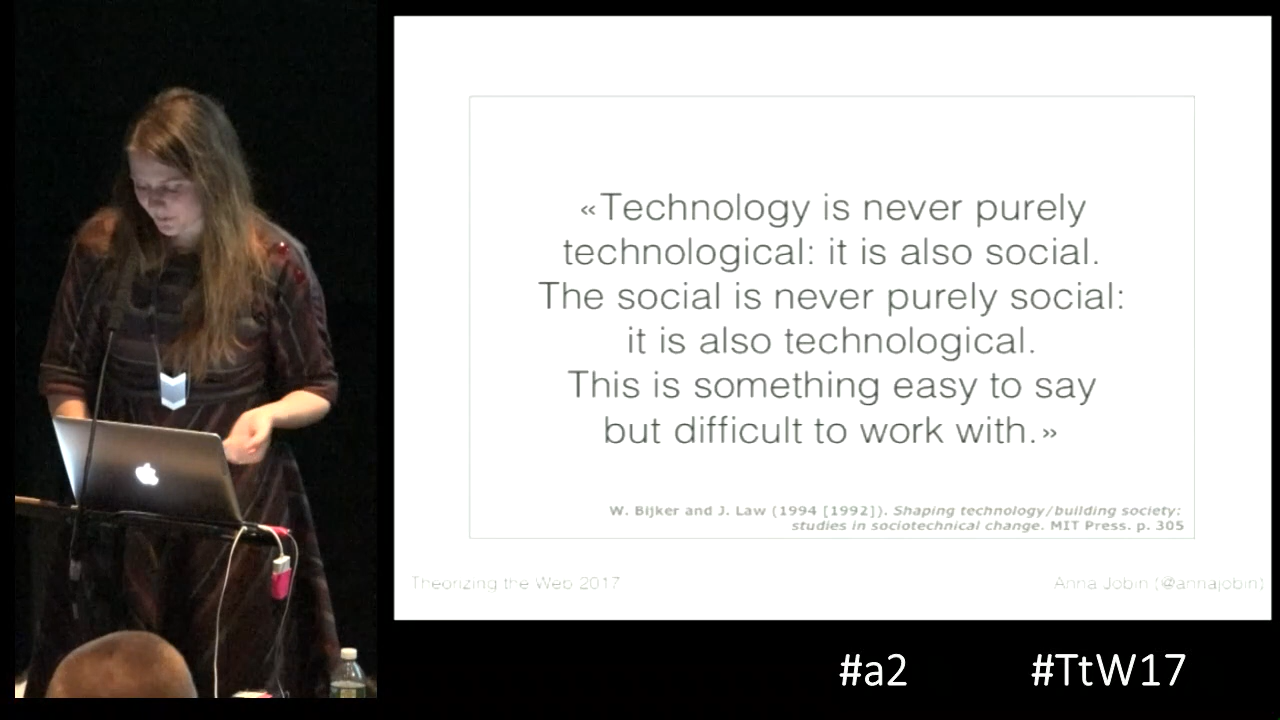 «Technology is never purely
technological: it is also social.
The social is never purely social:
it is also technological.
This is something easy to say
but difficult to work with.»
W. Bijker and J. Law (1994 [1992]). Shaping technology/building society:
studies in sociotechnical change. MIT Press. p. 305
Theorizing the Web 2017
Anna Jobin (@annajobin)
#a2
#TtW17